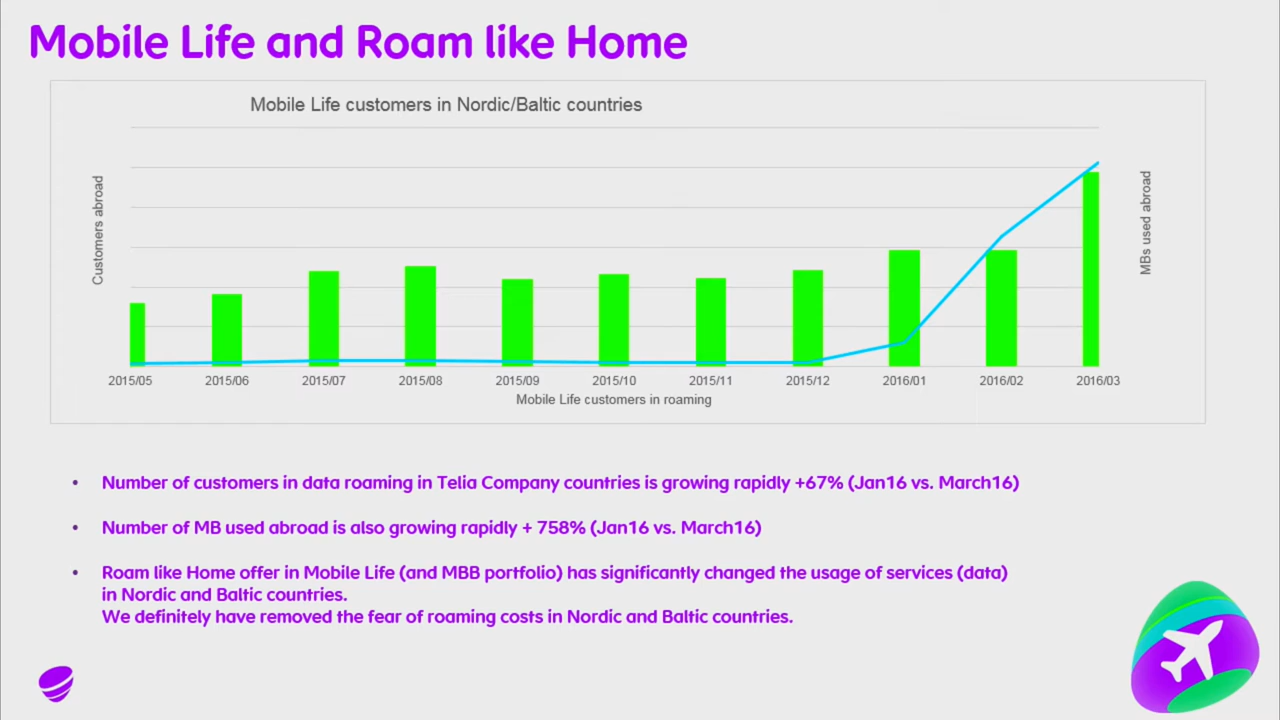 Mobile Life and Roam like Home
Mobile Life customers in Nordic/Baltic countries
Customers abroad
MBs used abroad
2015/05 2015/06 2015/07 2015/08 2015/09 2015/10 2015/11 2015/12 2016/01 2016/02 2016/03
Mobile Life customers in roaming
• Number of customers in data roaming in Telia Company countries is growing rapidly +67% (Jan16 vs. March16)
• Number of MB used abroad is also growing rapidly + 758% (Jan16 vs. March16)
• Roam like Home offer in Mobile Life (and MBB portfolio) has significantly changed the usage of services (data)
in Nordic and Baltic countries.
We definitely have removed the fear of roaming costs in Nordic and Baltic countries.